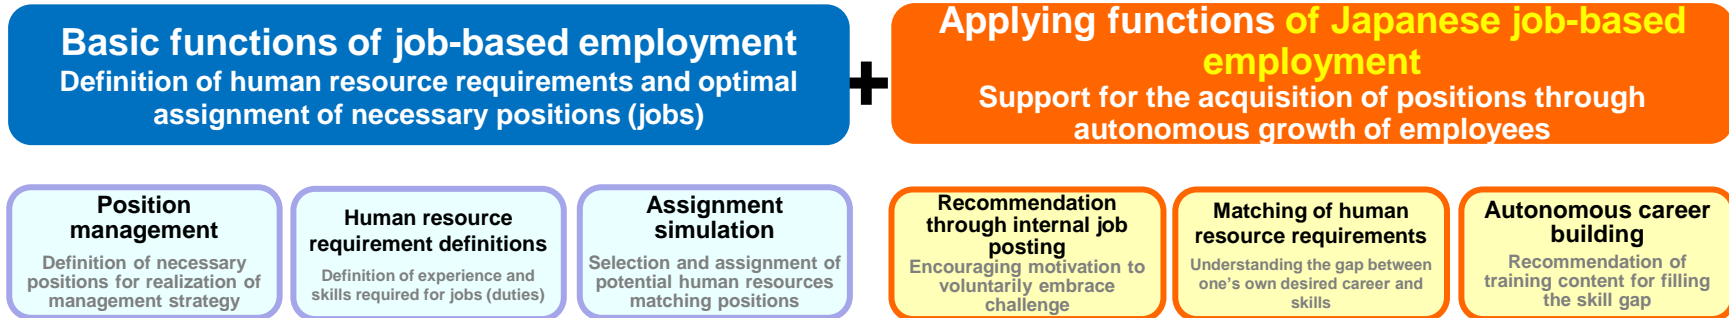 Basic functions of job-based employment
Definition of human resource requirements and optimal
assignment of necessary positions (jobs)
+
Applying functions of Japanese job-based
employment
Support for the acquisition of positions through
autonomous growth of employees
Position
management
Definition of necessary
positions for realization of
management strategy
Human resource
requirement definitions
Definition of experience and
skills required for jobs (duties)
Assignment
simulation
Selection and assignment of
potential human resources
matching positions
Recommendation
through internal job
posting
Encouraging motivation to
voluntarily embrace
challenge
Matching of human
resource requirements
Understanding the gap between
one's own desired career and
skills
Autonomous career
building
Recommendation of
training content for filling
the skill gap